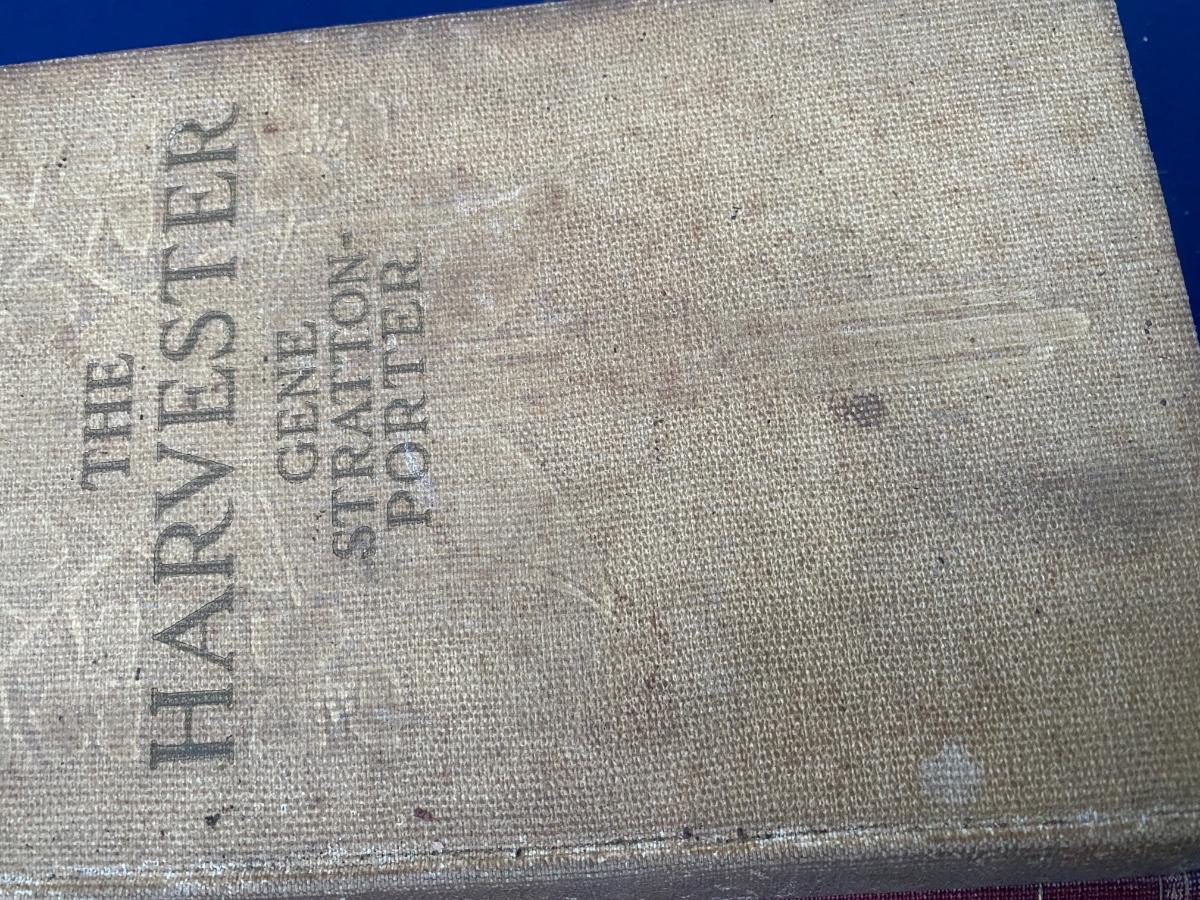 THE
HARVESTER
GENE
STRATTON-
PORTER